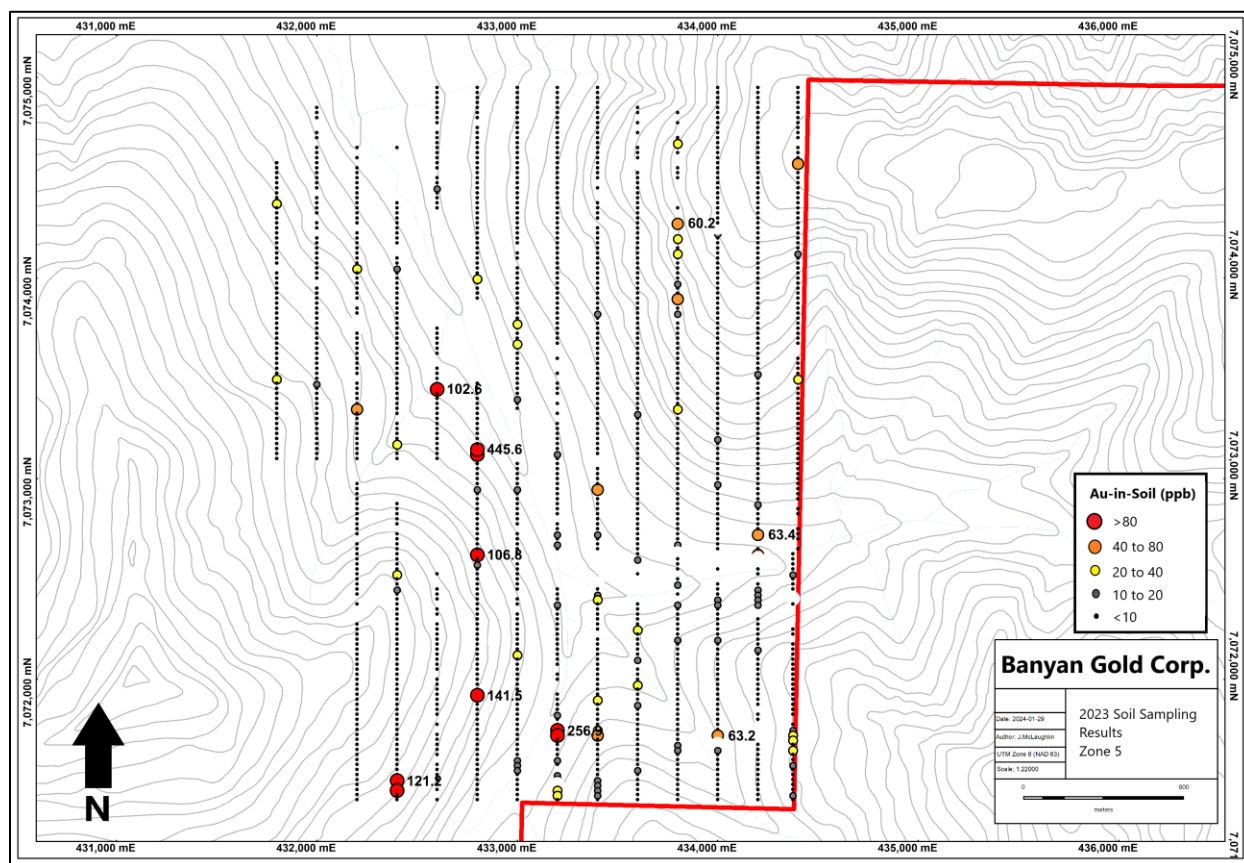 431,000 mE 432,000 mE 433,000 mE 434,000 mE 435,000 mE 436,000 mE
7,075,000 mN 7,075,000 mN
60.2
7,074,000 mN 7,074,000 mN
102.6
445.6
7,073,000 mN 7,073,000 mN
Au-in-Soil (ppb)
>80
40 to 80
20 to 40
10 to 20
<10
63.4
106.8
Banyan Gold Corp.
7,072,000 mN 7,072,000 mN
141.5
256.9
63.2
121.2
Date: 2024-01-29
Author: J.McLaughlin
UTM Zone 8 (NAD 83)
Scale: 1:22000
2023 Soil Sampling
Results
Zone 5
0 800
meters
N
7,071
431,000 mE 432,000 mE 433,000 mE 434,000 mE 435,000 mE 436,000 mE